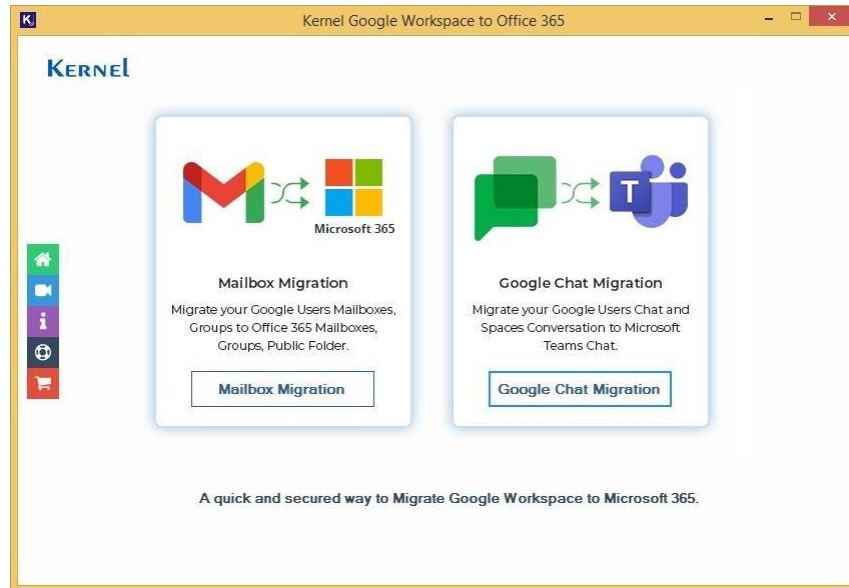 Kernel Google Workspace to Office 365
KERNEL
Microsoft 365
T
Mailbox Migration
Migrate your Google Users Mailboxes,
Groups to Office 365 Mailboxes,
Groups, Public Folder.
Mailbox Migration
Google Chat Migration
Migrate your Google Users Chat and
Spaces Conversation to Microsoft
Teams Chat.
Google Chat Migration
A quick and secured way to Migrate Google Workspace to Microsoft 365.